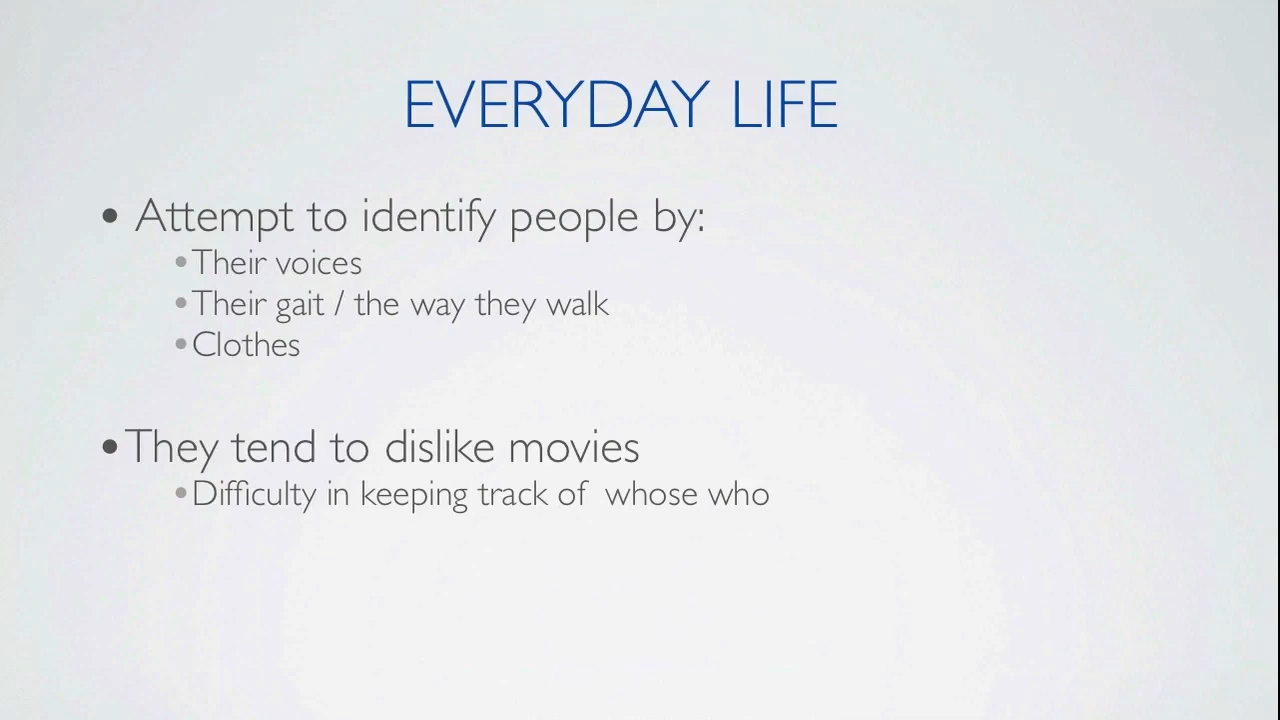 EVERYDAY LIFE
• Attempt to identify people by:
• Their voices
• Their gait / the way they walk
• Clothes
• They tend to dislike movies
• Difficulty in keeping track of whose who